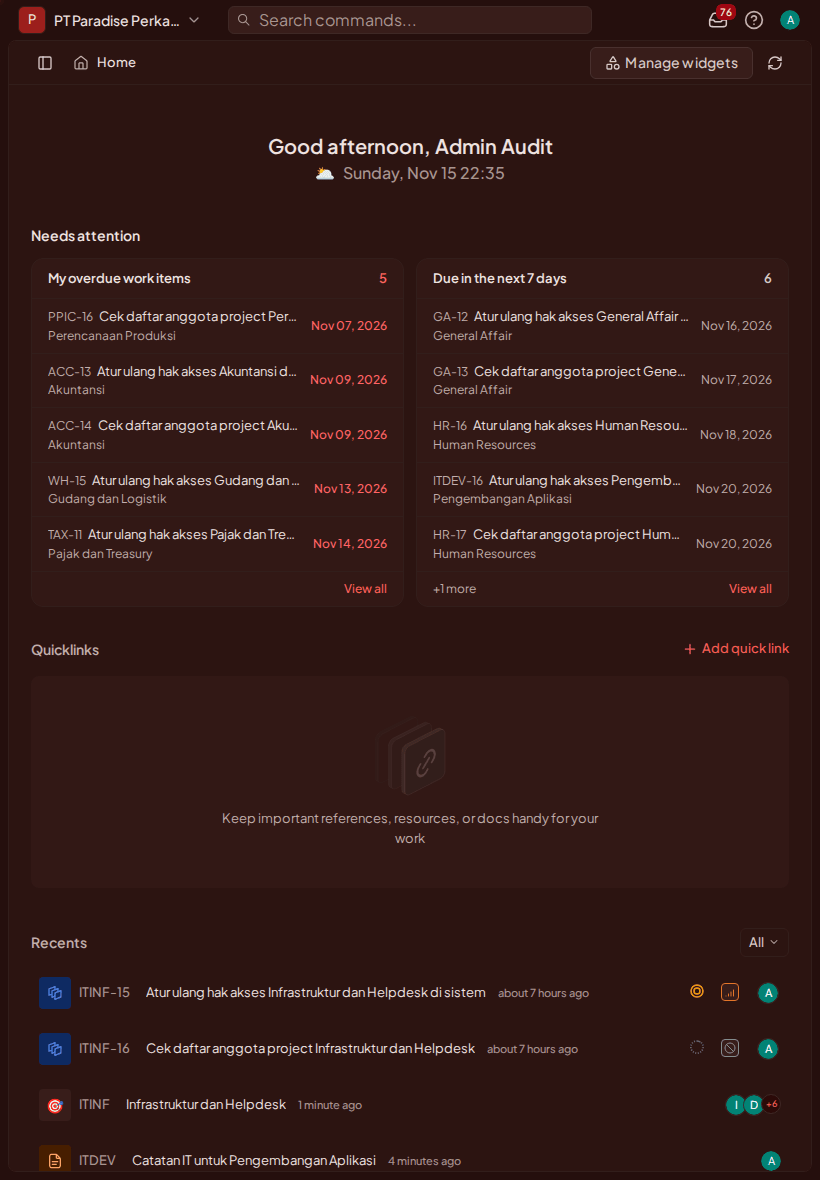 P PT Paradise Perka... Search commands... 76 A
Home Manage widgets
Good afternoon, Admin Audit
Sunday, Nov 15 22:35
Needs attention
My overdue work items 5
PPIC-16 Cek daftar anggota project Per... Nov 07, 2026
Perencanaan Produksi
ACC-13 Atur ulang hak akses Akuntansi d... Nov 09, 2026
Akuntansi
ACC-14 Cek daftar anggota project Aku... Nov 09, 2026
Akuntansi
WH-15 Atur ulang hak akses Gudang dan ... Nov 13, 2026
Gudang dan Logistik
TAX-11 Atur ulang hak akses Pajak dan Tre... Nov 14, 2026
Pajak dan Treasury
View all
Due in the next 7 days 6
GA-12 Atur ulang hak akses General Affair ... Nov 16, 2026
General Affair
GA-13 Cek daftar anggota project Gene... Nov 17, 2026
General Affair
HR-16 Atur ulang hak akses Human Resou... Nov 18, 2026
Human Resources
ITDEV-16 Atur ulang hak akses Pengemb... Nov 20, 2026
Pengembangan Aplikasi
HR-17 Cek daftar anggota project Hum... Nov 20, 2026
Human Resources
+1 more View all
Quicklinks + Add quick link
Keep important references, resources, or docs handy for your
work
Recents All
ITINF-15 Atur ulang hak akses Infrastruktur dan Helpdesk di sistem about 7 hours ago A
ITINF-16 Cek daftar anggota project Infrastruktur dan Helpdesk about 7 hours ago A
ITINF Infrastruktur dan Helpdesk 1 minute ago I D +6
ITDEV Catatan IT untuk Pengembangan Aplikasi 4 minutes ago A